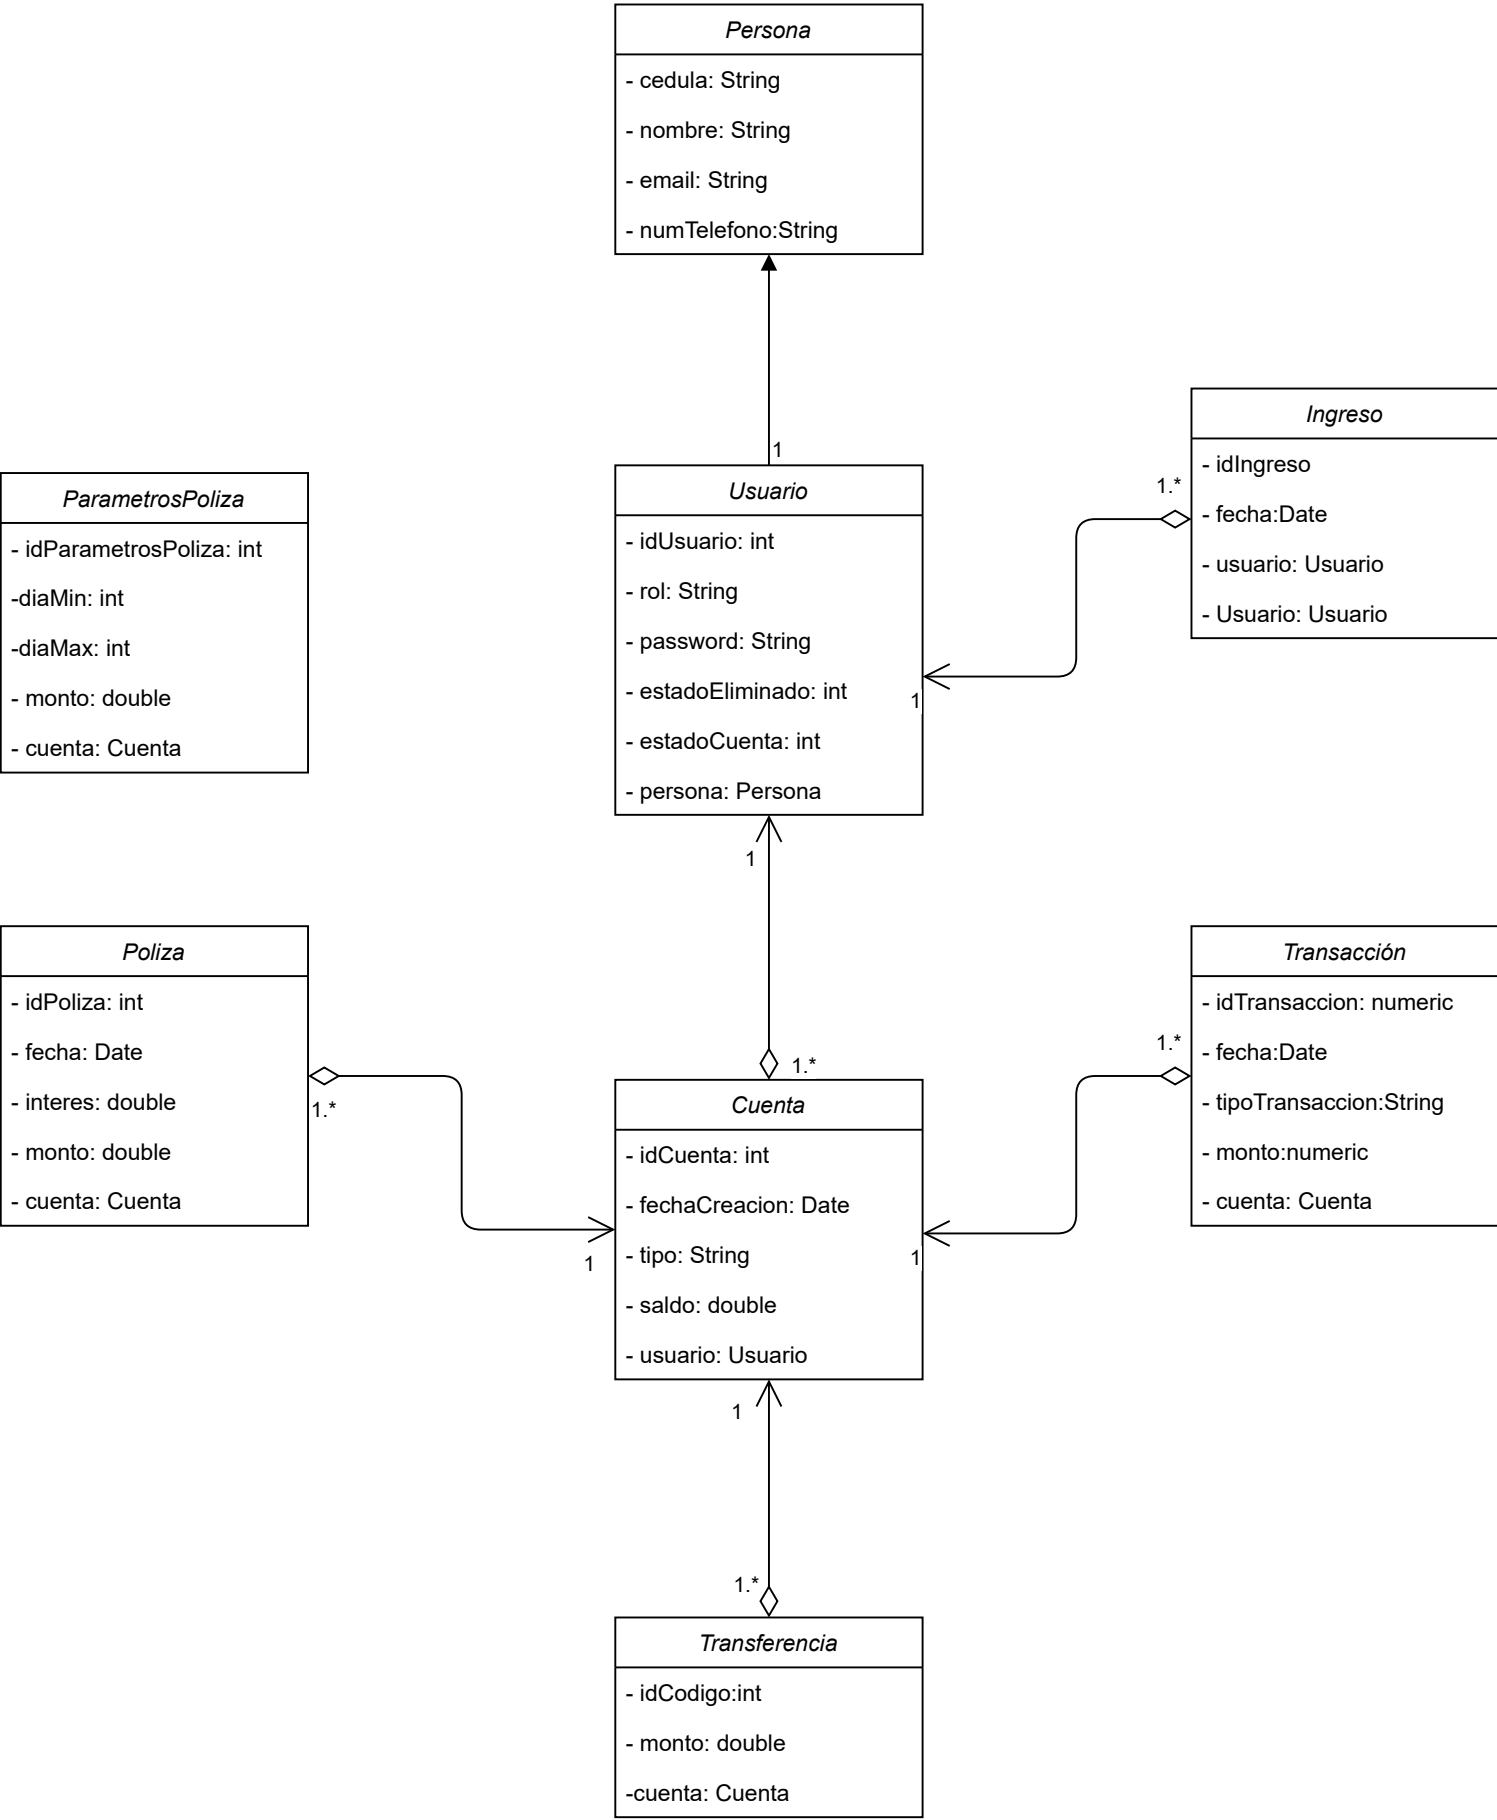 Persona
- cedula: String
- nombre: String
- email: String
- numTelefono:String
1
Usuario
- idUsuario: int
- rol: String
- password: String
- estadoEliminado: int
- estadoCuenta: int
- persona: Persona
Ingreso
- idIngreso
- fecha:Date
- usuario: Usuario
- Usuario: Usuario
1.*
1
ParametrosPoliza
- idParametrosPoliza: int
-diaMin: int
-diaMax: int
- monto: double
- cuenta: Cuenta
1
1.*
Poliza
- idPoliza: int
- fecha: Date
- interes: double
- monto: double
- cuenta: Cuenta
1.*
1
Cuenta
- idCuenta: int
- fechaCreacion: Date
- tipo: String
- saldo: double
- usuario: Usuario
Transacción
- idTransaccion: numeric
- fecha:Date
- tipoTransaccion:String
- monto:numeric
- cuenta: Cuenta
1.*
1
1
1.*
Transferencia
- idCodigo:int
- monto: double
-cuenta: Cuenta